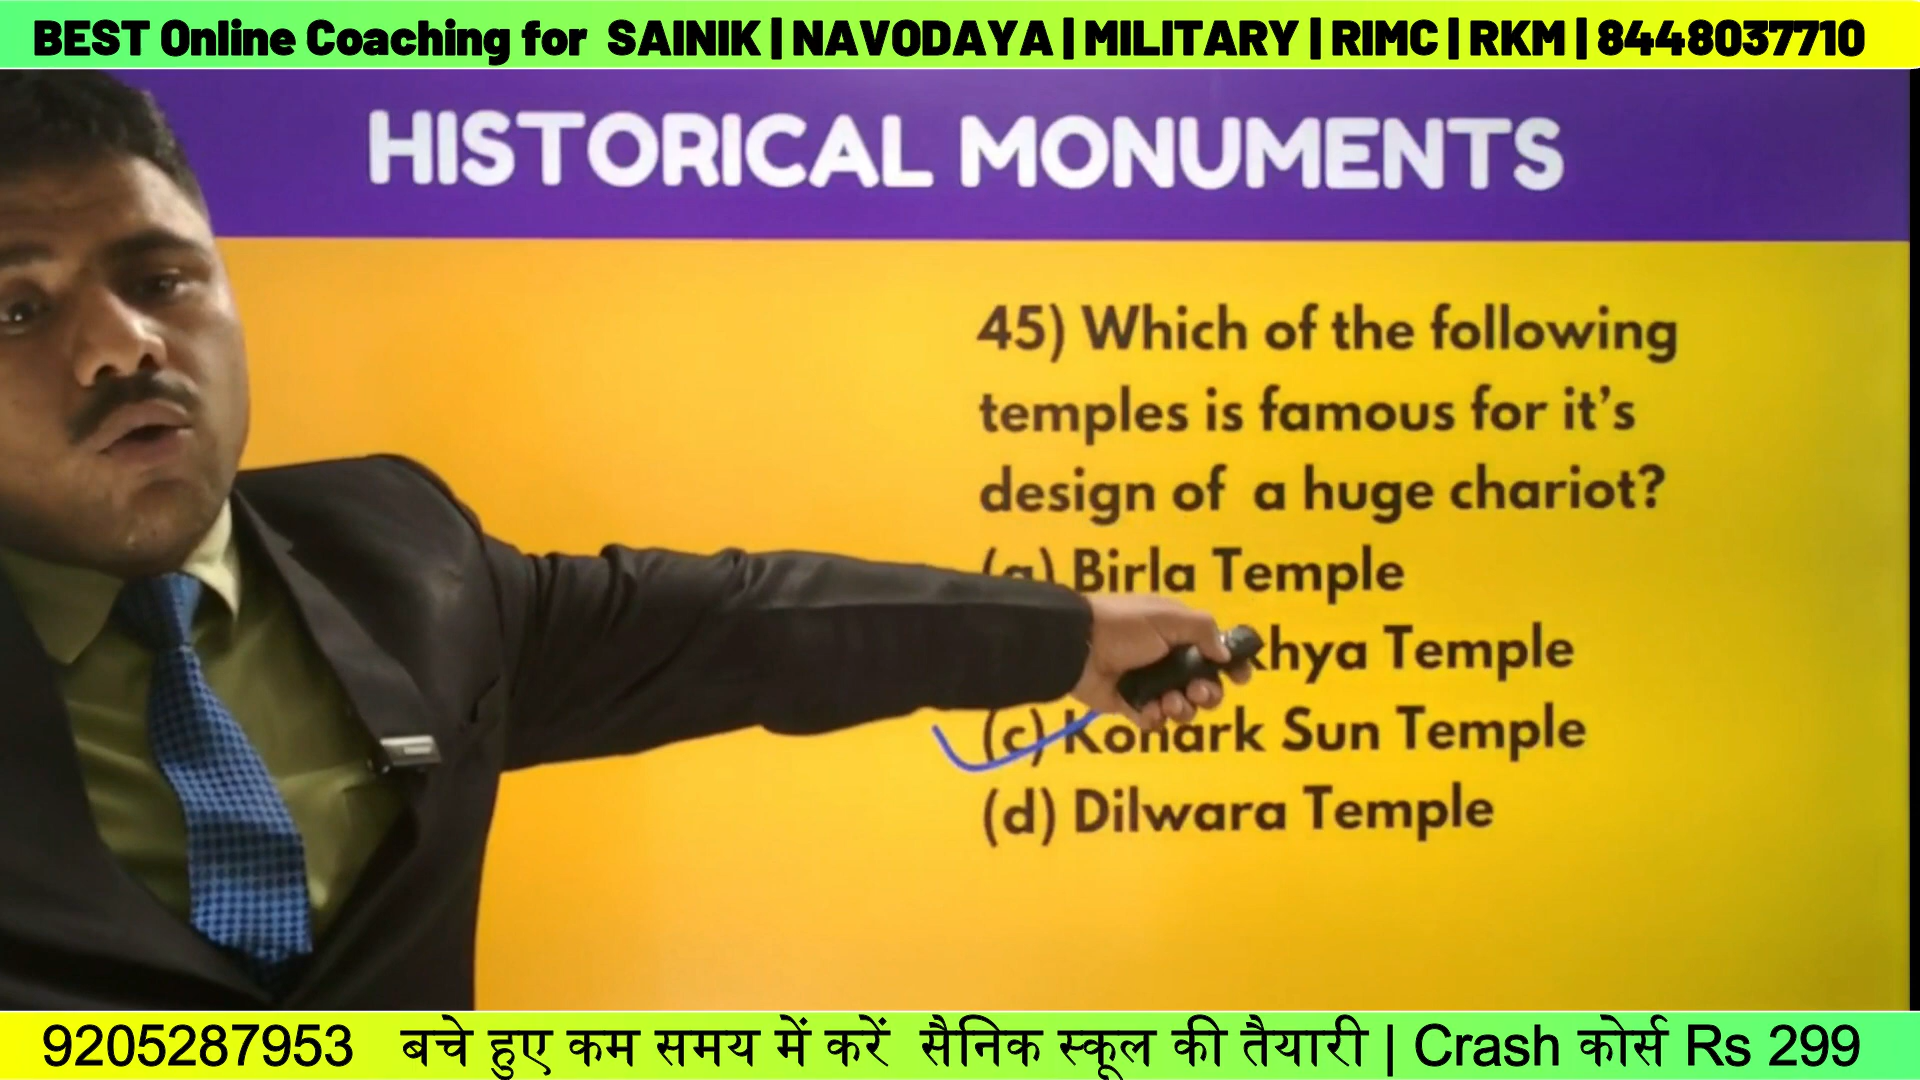 BEST Online Coaching for SAINIK | NAVODAYA | MILITARY | RIMC | RKM | 8448037710
HISTORICAL MONUMENTS
45) Which of the following
temples is famous for it's
design of a huge chariot?
(a) Birla Temple
Temple
(c) Konark Sun Temple
(d) Dilwara Temple
9205287953 बचे हुए कम समय में करें सैनिक स्कूल की तैयारी | Crash कोर्स Rs 299